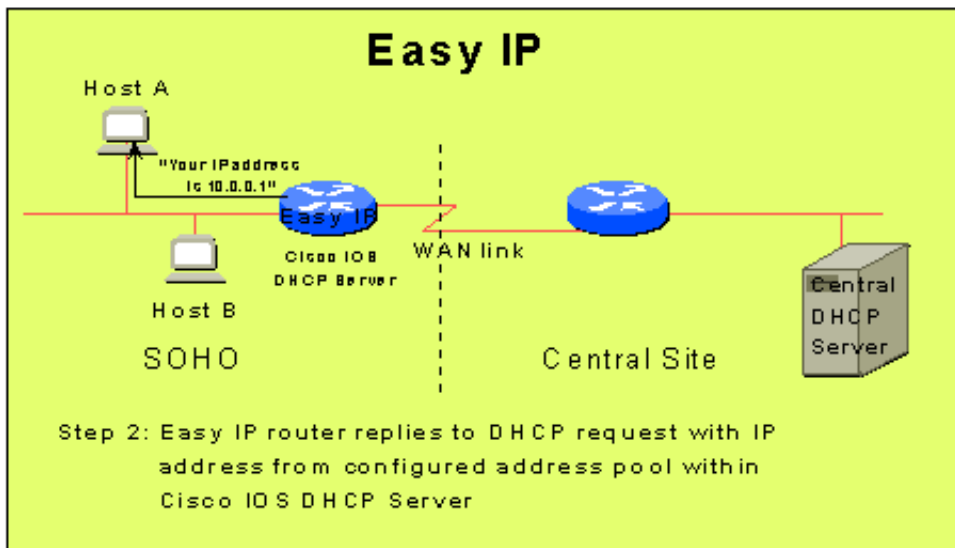 Easy IP
Host A
"Your IP address
is 10.0.0.1"
Easy IP
Cisco IOS
DHCP Server
WAN link
Host B
Central
DHCP
Server
SOHO
Central Site
Step 2: Easy IP router replies to DHCP request with IP
address from configured address pool within
Cisco IOS DHCP Server